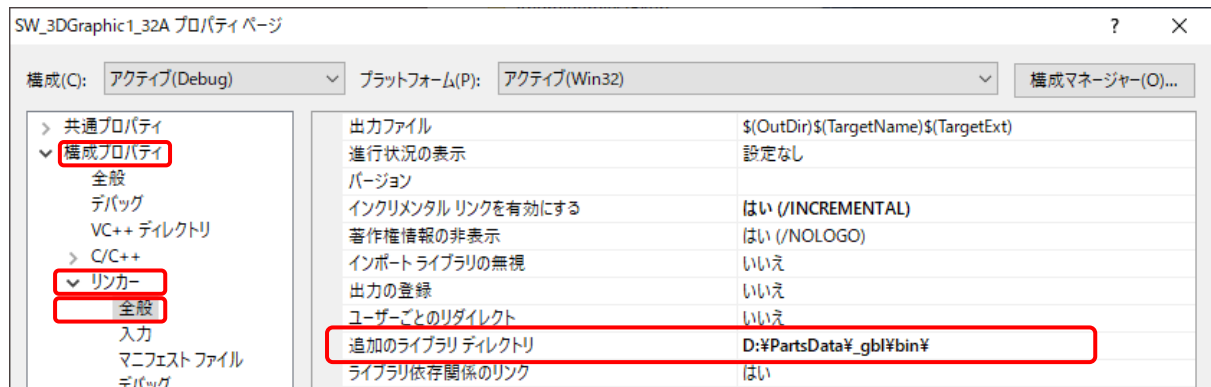 SW_3DGraphic1_32A プロパティ ページ ? ×
構成(C): アクティブ(Debug) プラットフォーム(P): アクティブ(Win32) 構成マネージャー(O)...
共通プロパティ
構成プロパティ
全般
デバッグ
VC++ ディレクトリ
C/C++
リンカー
全般
入力
マニフェスト ファイル
デバッグ
出力ファイル $(OutDir)$(TargetName)$(TargetExt)
進行状況の表示 設定なし
バージョン
インクリメンタル リンクを有効にする はい (/INCREMENTAL)
著作権情報の非表示 はい (/NOLOGO)
インポート ライブラリの無視 いいえ
出力の登録 いいえ
ユーザーごとのリダイレクト いいえ
追加のライブラリ ディレクトリ D:¥PartsData¥_gbl¥bin¥
ライブラリ依存関係のリンク はい